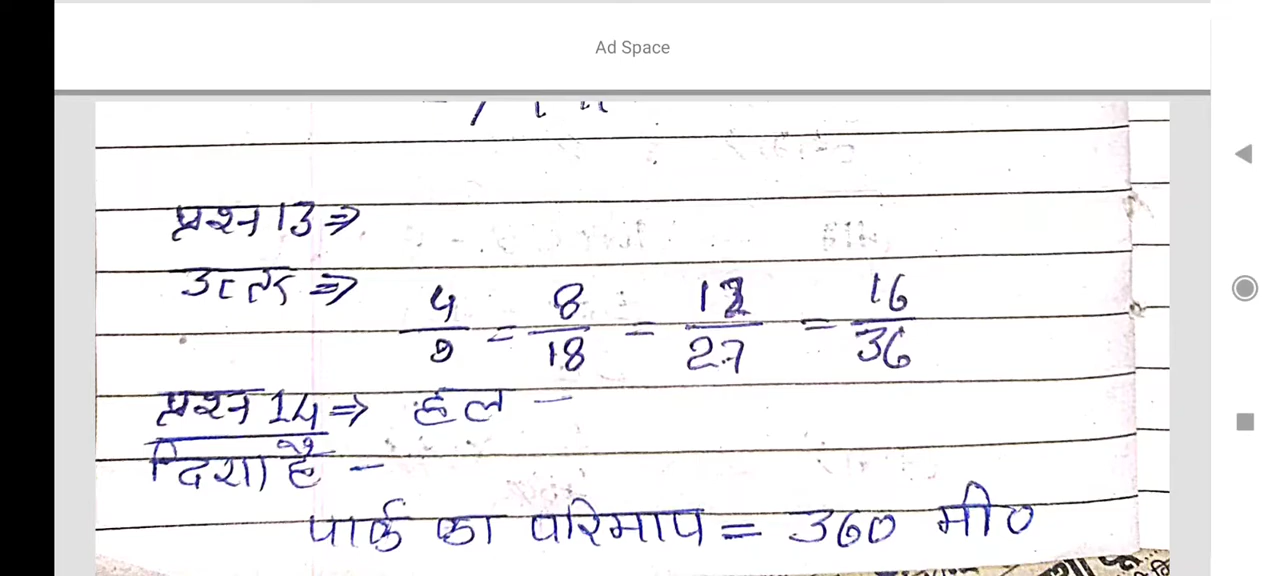 Ad Space
प्रश्न 13 ⇒
उत्तर ⇒ 4/9 = 8/18 = 12/27 = 16/36
प्रश्न 14 ⇒ हल -
दिया है -
पार्क का परिमाप = 360 मी०